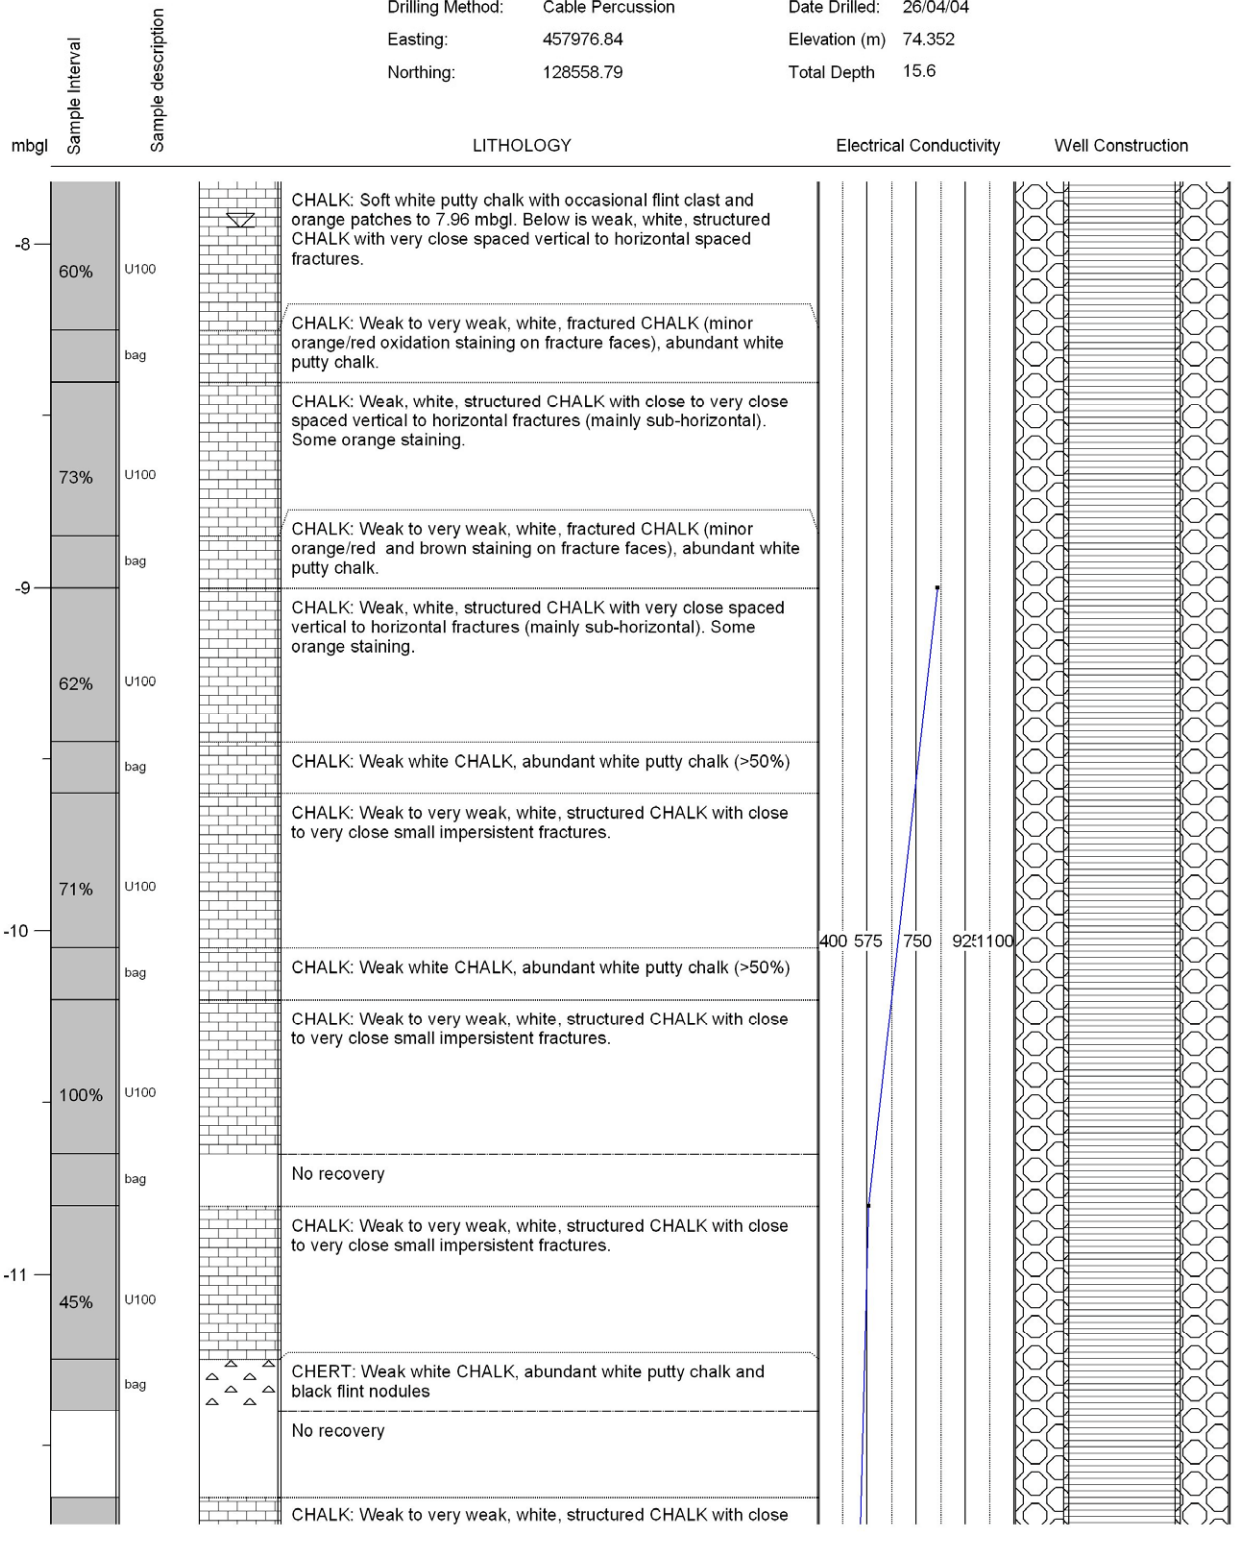 Drilling Method: Cable Percussion Date Drilled: 26/04/04
Easting: 457976.84 Elevation (m) 74.352
Northing: 128558.79 Total Depth 15.6
mbgl Sample Interval Sample description LITHOLOGY Electrical Conductivity Well Construction
CHALK: Soft white putty chalk with occasional flint clast and
orange patches to 7.96 mbgl. Below is weak, white, structured
-8
CHALK with very close spaced vertical to horizontal spaced
fractures.
60% U100
CHALK: Weak to very weak, white, fractured CHALK (minor
orange/red oxidation staining on fracture faces), abundant white
putty chalk.
bag
CHALK: Weak, white, structured CHALK with close to very close
spaced vertical to horizontal fractures (mainly sub-horizontal).
Some orange staining.
73% U100
CHALK: Weak to very weak, white, fractured CHALK (minor
orange/red  and brown staining on fracture faces), abundant white
putty chalk.
bag
-9
CHALK: Weak, white, structured CHALK with very close spaced
vertical to horizontal fractures (mainly sub-horizontal). Some
orange staining.
62% U100
bag CHALK: Weak white CHALK, abundant white putty chalk (>50%)
CHALK: Weak to very weak, white, structured CHALK with close
to very close small impersistent fractures.
71% U100
-10
400 575 750 925 1100
bag CHALK: Weak white CHALK, abundant white putty chalk (>50%)
CHALK: Weak to very weak, white, structured CHALK with close
to very close small impersistent fractures.
100% U100
bag No recovery
CHALK: Weak to very weak, white, structured CHALK with close
to very close small impersistent fractures.
-11
45% U100
CHERT: Weak white CHALK, abundant white putty chalk and
bag
black flint nodules
No recovery
CHALK: Weak to very weak, white, structured CHALK with close